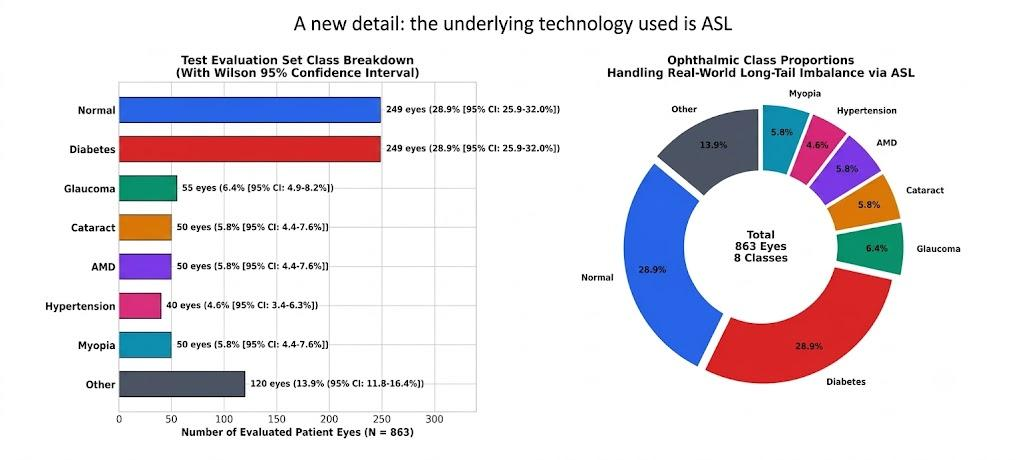 A new detail: the underlying technology used is ASL
Test Evaluation Set Class Breakdown
(With Wilson 95% Confidence Interval)
Normal
249 eyes (28.9% [95% CI: 25.9-32.0%])
Diabetes
249 eyes (28.9% [95% CI: 25.9-32.0%])
Glaucoma
55 eyes (6.4% [95% CI: 4.9-8.2%])
Cataract
50 eyes (5.8% [95% CI: 4.4-7.6%])
AMD
50 eyes (5.8% [95% CI: 4.4-7.6%])
Hypertension
40 eyes (4.6% [95% CI: 3.4-6.3%])
Myopia
50 eyes (5.8% [95% CI: 4.4-7.6%])
Other
120 eyes (13.9% (95% CI: 11.8-16.4%))
0 50 100 150 200 250 300
Number of Evaluated Patient Eyes (N = 863)
Ophthalmic Class Proportions
Handling Real-World Long-Tail Imbalance via ASL
Myopia
5.8%
Hypertension
4.6%
AMD
5.8%
Cataract
5.8%
Glaucoma
6.4%
Diabetes
28.9%
Normal
28.9%
Other
13.9%
Total
863 Eyes
8 Classes